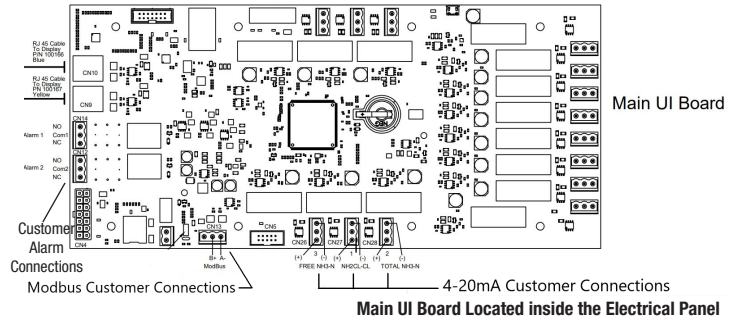 RJ 45 Cable
To Display
P/N 100166
Blue
CN10
RJ 45 Cable
To Display
P/N 100167
Yellow
CN9
Main UI Board
CN14
NO
Alarm 1 Com1
NC
NO
Alarm 2 Com2
NC
CN4
Customer
Alarm
Connections
CN13
B+ A-
ModBus
CN5
CN26 CN27 CN28
(+) 3 (-) (+) 1 (-) (+) 2 (-)
FREE NH3-N NH2CL-CL TOTAL NH3-N
Modbus Customer Connections
4-20mA Customer Connections
Main UI Board Located inside the Electrical Panel